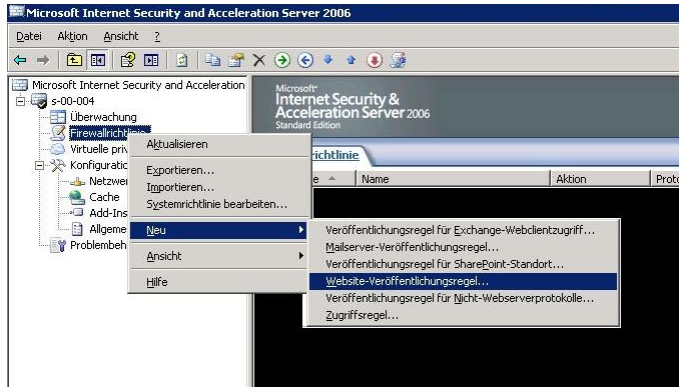 Microsoft Internet Security and Acceleration Server 2006
Datei Aktion Ansicht ?
Microsoft Internet Security and Acceleration
s-00-004
Überwachung
Firewallrichtlinie
Virtuelle priv
Konfiguratio
Netzwer
Cache
Add-Ins
Allgeme
Problembeh
Microsoft
Internet Security &
Acceleration Server 2006
Standard Edition
richtlinie
e Name Aktion Proto
Aktualisieren
Exportieren...
Importieren...
Systemrichtlinie bearbeiten...
Neu
Ansicht
Hilfe
Veröffentlichungsregel für Exchange-Webclientzugriff...
Mailserver-Veröffentlichungsregel...
Veröffentlichungsregel für SharePoint-Standort...
Website-Veröffentlichungsregel...
Veröffentlichungsregel für Nicht-Webserverprotokolle...
Zugriffsregel...